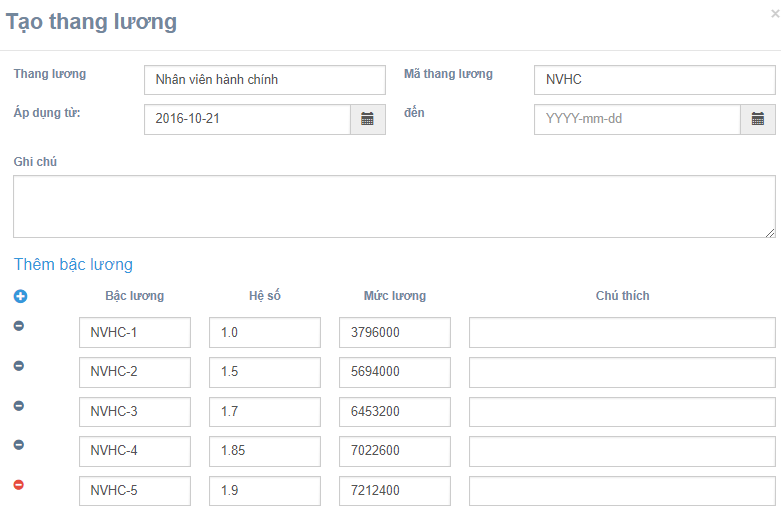 Tạo thang lương
×
Thang lương Nhân viên hành chính Mã thang lương NVHC
Áp dụng từ: 2016-10-21 đến YYYY-mm-dd
Ghi chú
Thêm bậc lương
Bậc lương Hệ số Mức lương Chú thích
NVHC-1 1.0 3796000
NVHC-2 1.5 5694000
NVHC-3 1.7 6453200
NVHC-4 1.85 7022600
NVHC-5 1.9 7212400